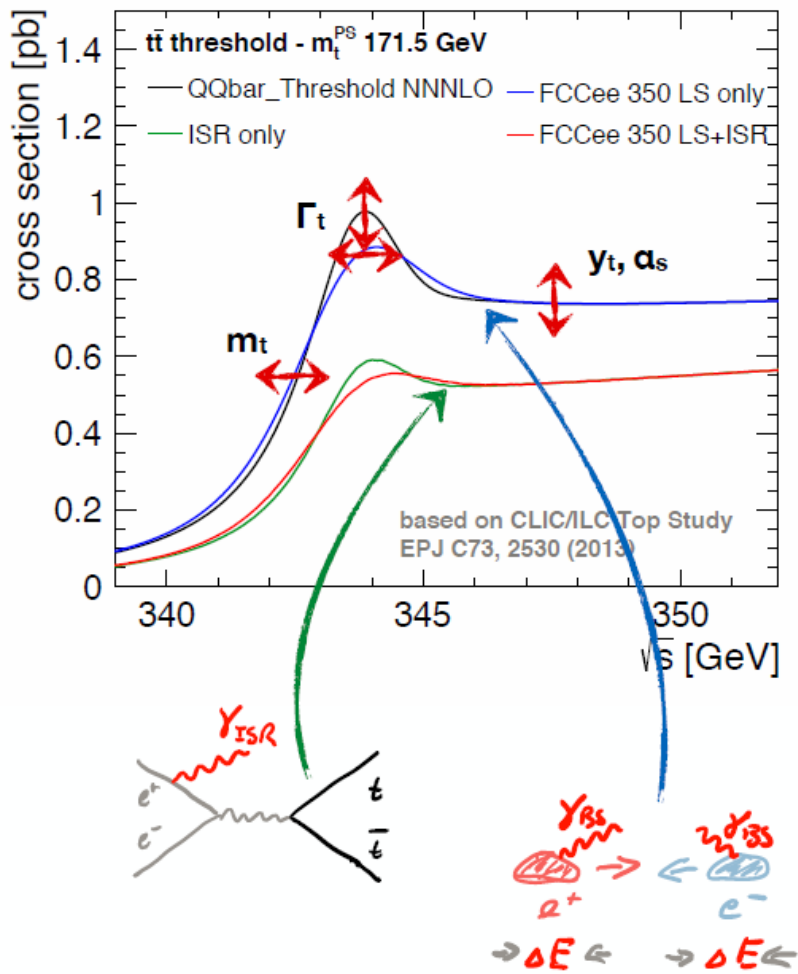 tt̄ threshold - m_t^PS 171.5 GeV
QQbar_Threshold NNNLO
FCCee 350 LS only
ISR only
FCCee 350 LS+ISR
cross section [pb]
1.4
1.2
1
0.8
0.6
0.4
0.2
0
Γt
yt, αs
mt
based on CLIC/ILC Top Study
EPJ C73, 2530 (2013)
340
345
350
√s [GeV]
γISR
e+
e-
t
t̄
γBS
γBS
e+
e-
ΔE
ΔE